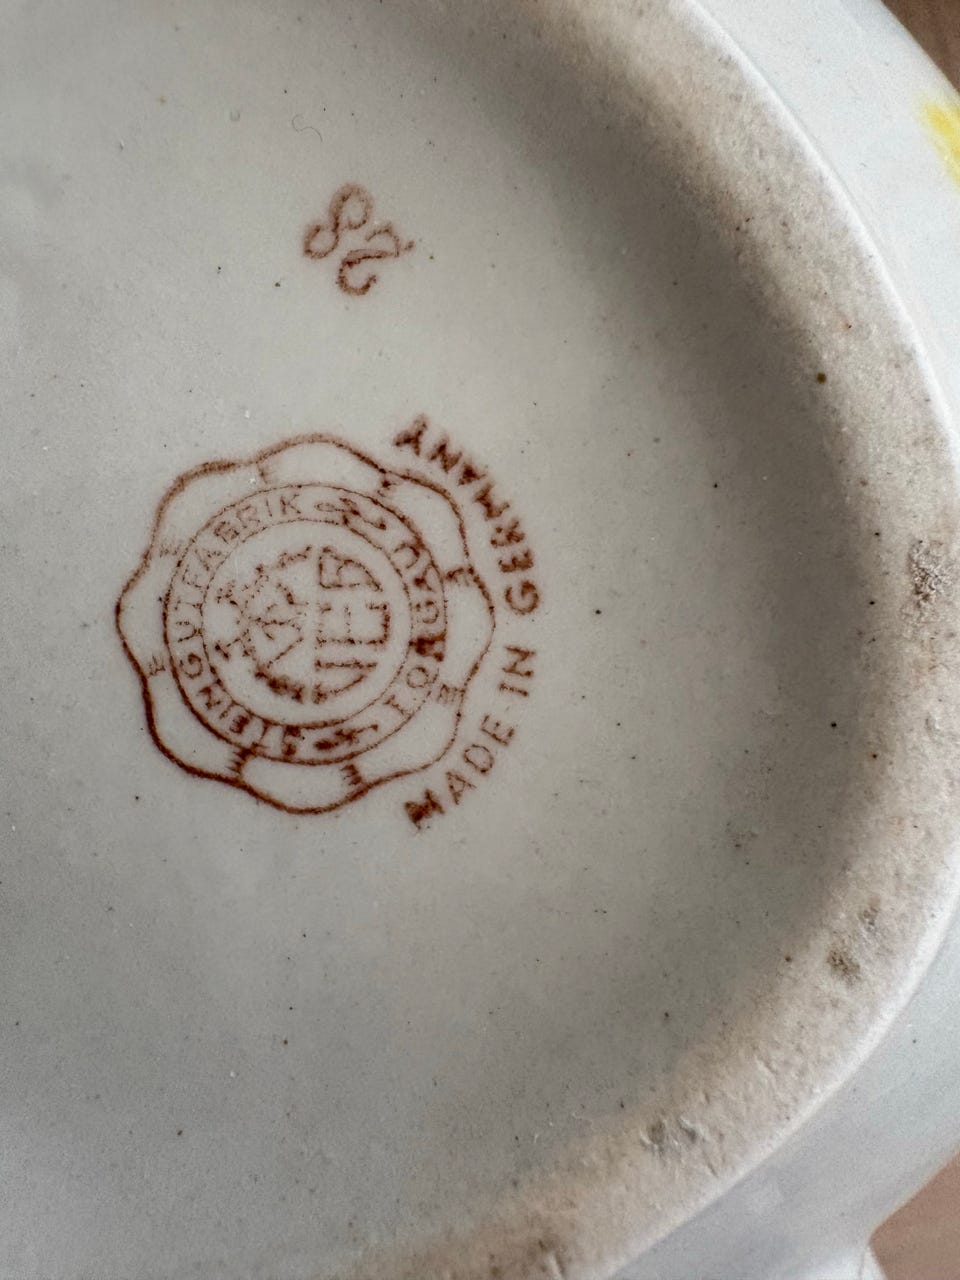 28
STEINGUTFABRIK
VEB
TORGAU
MADE IN GERMANY